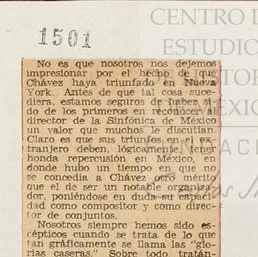 CENTRO D
1501
ESTUDIO
No es que nosotros nos dejemos
impresionar por el hecho de que
Chávez haya triunfado en Nueva
York. Antes de que tal cosa suce-
diera, estamos seguros de haber si-
do de los primeros en reconocer al
director de la Sinfónica de México
un valor que muchos le discutían.
Claro es que sus triunfos en el ex-
tranjero deben, lógicamente, tener
honda repercusión en México, en
donde hubo un tiempo en que no
se concedía a Chávez otro mérito
que el de ser un notable organiza-
dor, poniéndose en duda su capaci-
dad como compositor y como direc-
tor de conjuntos.
Nosotros siempre hemos sido es-
cépticos cuando se trata de lo que
tan gráficamente se llama las "glo-
rias caseras." Sobre todo tratán-